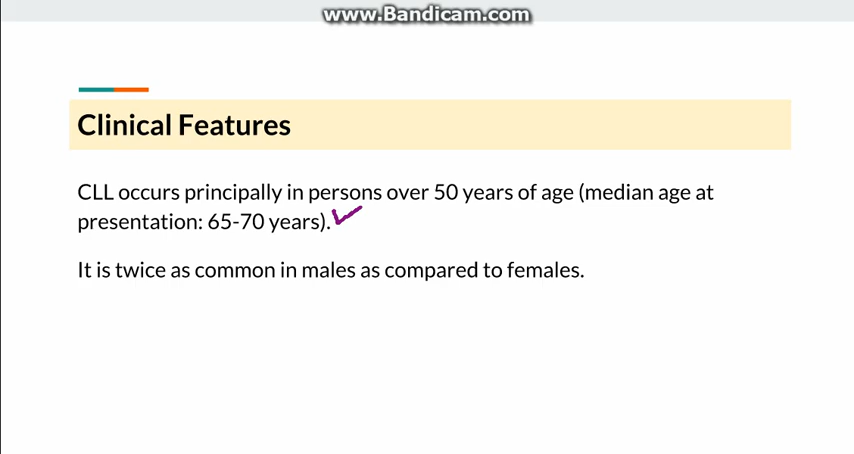 www.Bandicam.com
Clinical Features
CLL occurs principally in persons over 50 years of age (median age at
presentation: 65-70 years).
It is twice as common in males as compared to females.